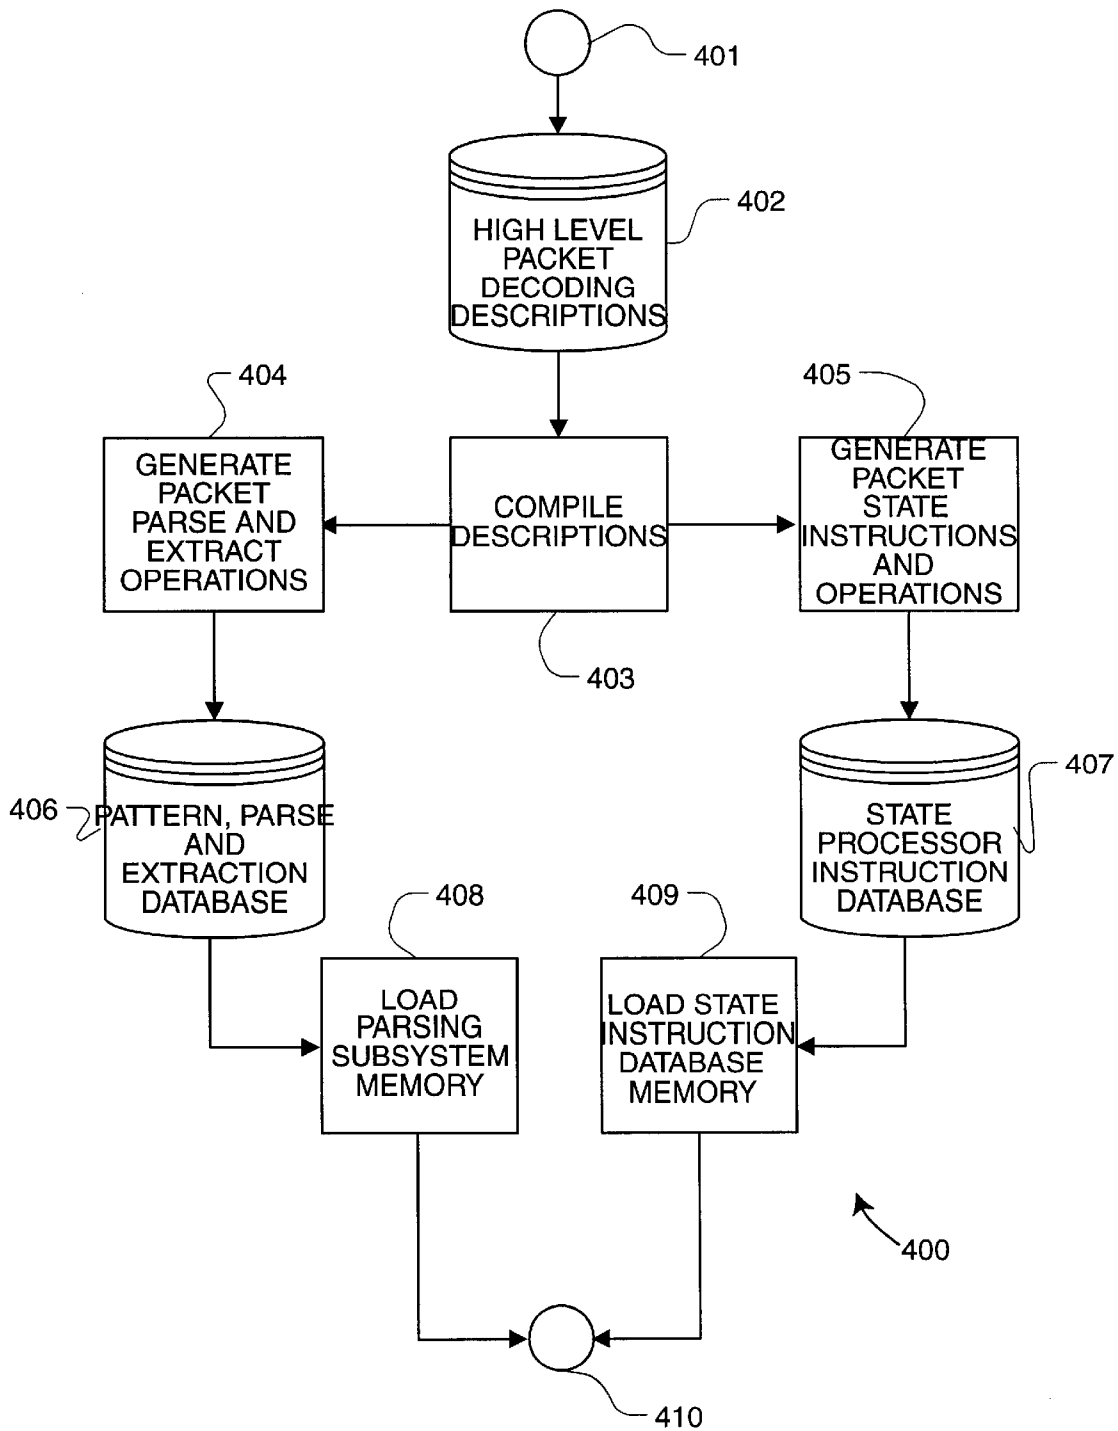 401
402
HIGH LEVEL
PACKET
DECODING
DESCRIPTIONS
404
405
GENERATE
PACKET
PARSE AND
EXTRACT
OPERATIONS
COMPILE
DESCRIPTIONS
GENERATE
PACKET
STATE
INSTRUCTIONS
AND
OPERATIONS
403
406
PATTERN, PARSE
AND
EXTRACTION
DATABASE
407
STATE
PROCESSOR
INSTRUCTION
DATABASE
408
409
LOAD
PARSING
SUBSYSTEM
MEMORY
LOAD STATE
INSTRUCTION
DATABASE
MEMORY
400
410